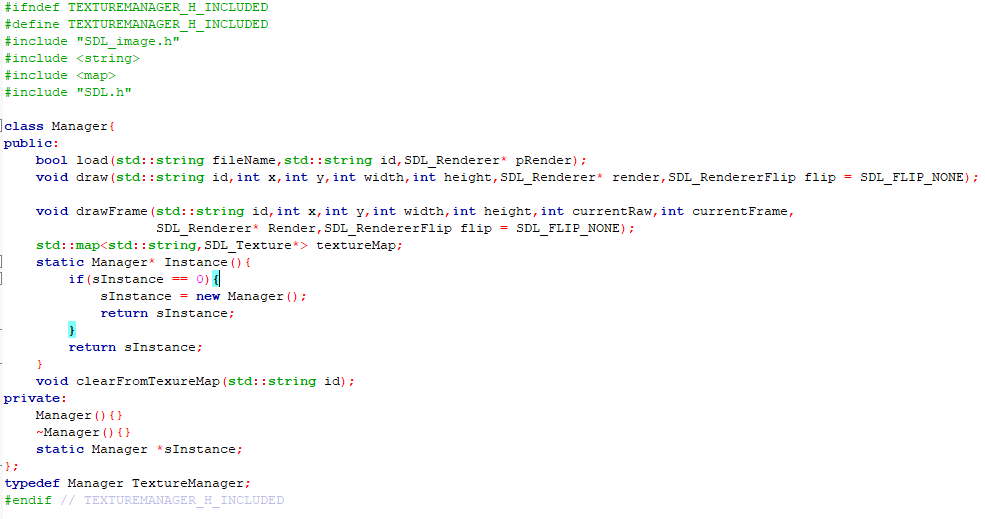 #ifndef TEXTUREMANAGER_H_INCLUDED
#define TEXTUREMANAGER_H_INCLUDED
#include "SDL_image.h"
#include <string>
#include <map>
#include "SDL.h"

class Manager{
public:
    bool load(std::string fileName,std::string id,SDL_Renderer* pRender);
    void draw(std::string id,int x,int y,int width,int height,SDL_Renderer* render,SDL_RendererFlip flip = SDL_FLIP_NONE);

    void drawFrame(std::string id,int x,int y,int width,int height,int currentRaw,int currentFrame,
                   SDL_Renderer* Render,SDL_RendererFlip flip = SDL_FLIP_NONE);
    std::map<std::string,SDL_Texture*> textureMap;
    static Manager* Instance(){
        if(sInstance == 0){
            sInstance = new Manager();
            return sInstance;
        }
        return sInstance;
    }
    void clearFromTexureMap(std::string id);
private:
    Manager(){}
    ~Manager(){}
    static Manager *sInstance;
};
typedef Manager TextureManager;
#endif // TEXTUREMANAGER_H_INCLUDED